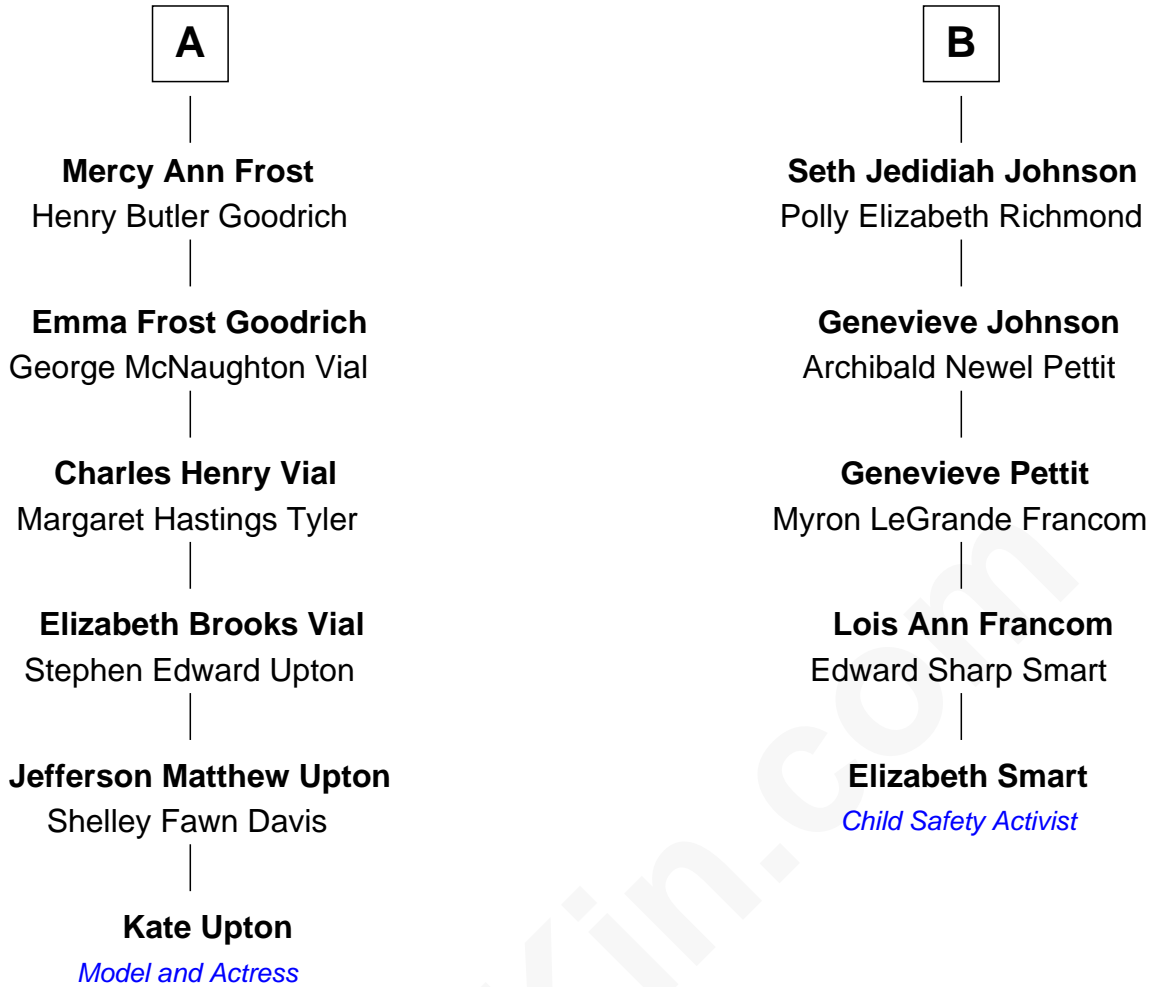 A
Mercy Ann Frost
Henry Butler Goodrich
Emma Frost Goodrich
George McNaughton Vial
Charles Henry Vial
Margaret Hastings Tyler
Elizabeth Brooks Vial
Stephen Edward Upton
Jefferson Matthew Upton
Shelley Fawn Davis
Kate Upton
Model and Actress
B
Seth Jedidiah Johnson
Polly Elizabeth Richmond
Genevieve Johnson
Archibald Newel Pettit
Genevieve Pettit
Myron LeGrande Francom
Lois Ann Francom
Edward Sharp Smart
Elizabeth Smart
Child Safety Activist
Kin.com